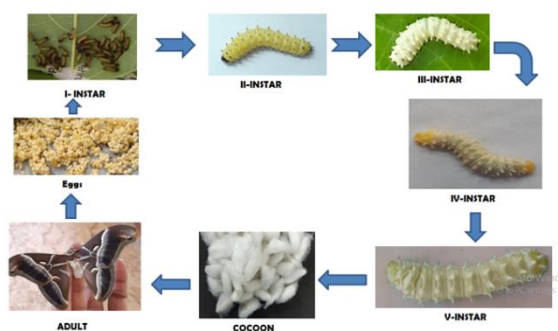 I- INSTAR
II-INSTAR
III-INSTAR
IV-INSTAR
V-INSTAR
COCOON
ADULT
Eggs